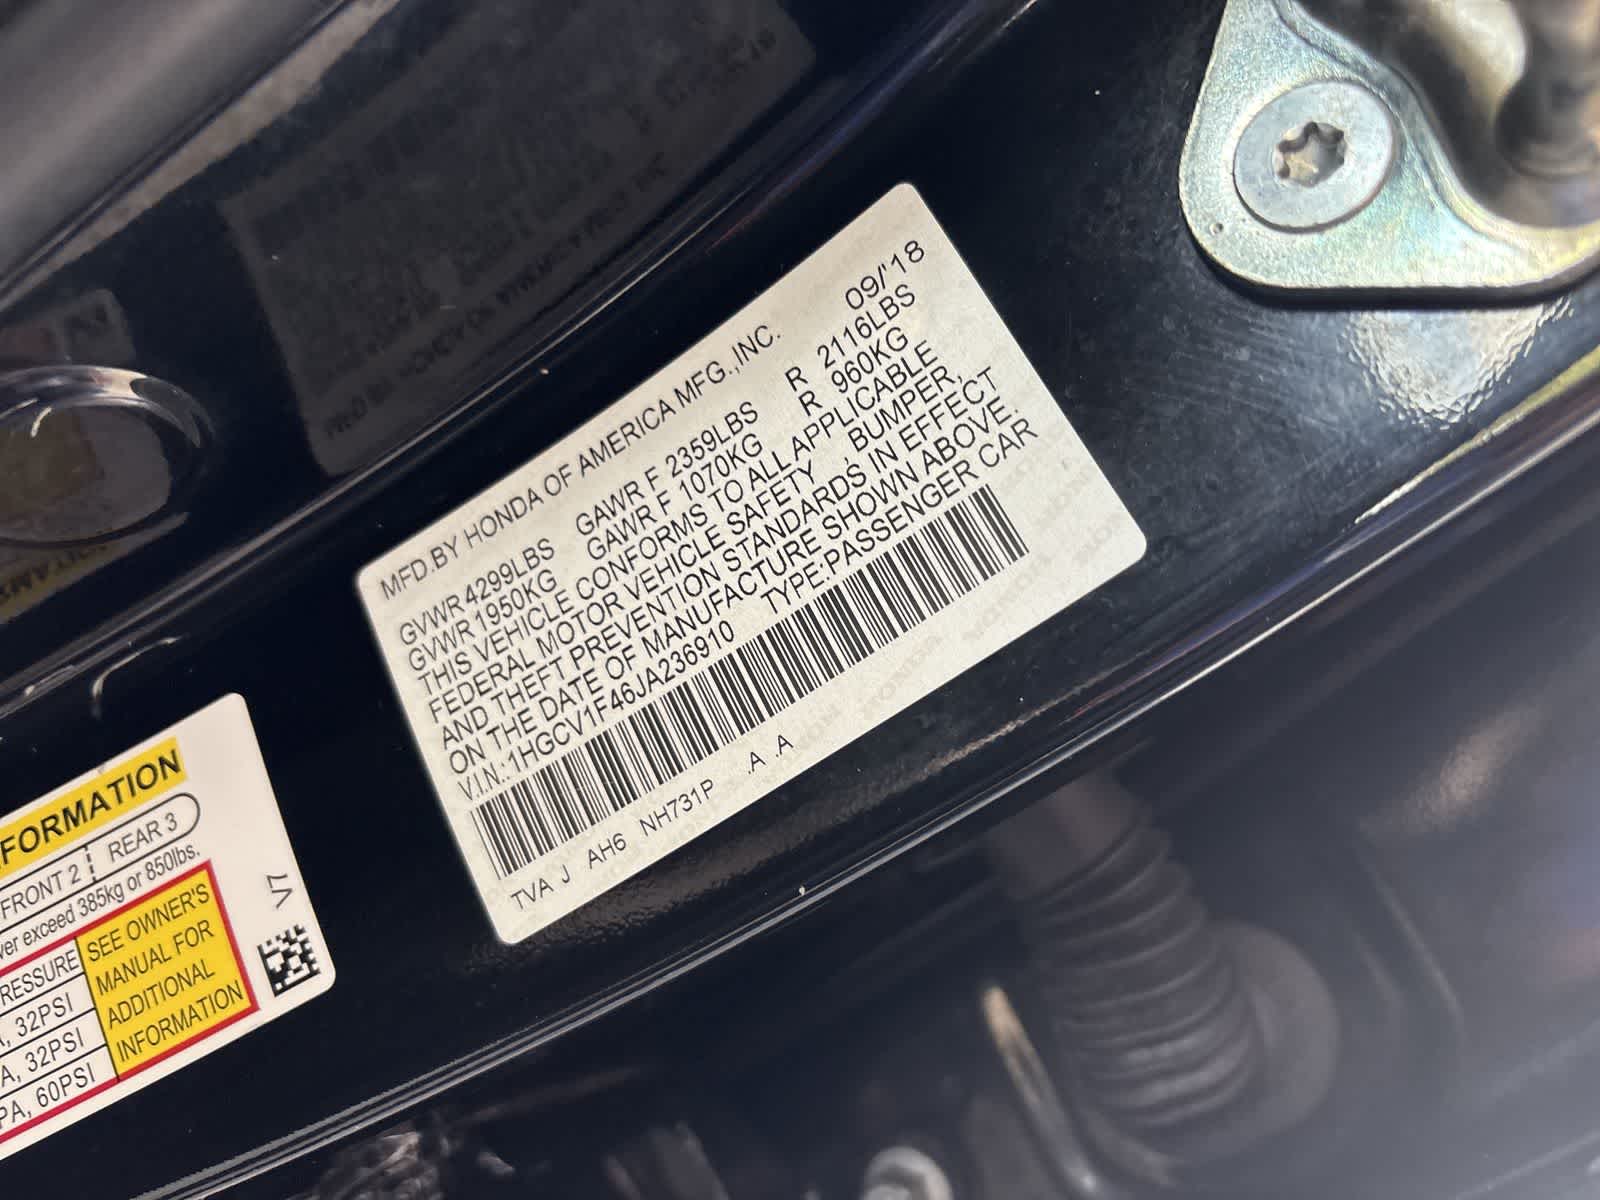 MFD.BY HONDA OF AMERICA MFG.,INC. 09/'18
GVWR 4299LBS GAWR F 2359LBS R 2116LBS
GVWR 1950KG GAWR F 1070KG R 960KG
THIS VEHICLE CONFORMS TO ALL APPLICABLE
FEDERAL MOTOR VEHICLE SAFETY , BUMPER,
AND THEFT PREVENTION STANDARDS IN EFFECT
ON THE DATE OF MANUFACTURE SHOWN ABOVE.
V.I.N.:1HGCV1F46JA236910 TYPE:PASSENGER CAR
TVA J AH6 NH731P .A .A
FRONT 2 REAR 3
exceed 385kg or 850lbs.
SEE OWNER'S
MANUAL FOR
ADDITIONAL
INFORMATION
32PSI
32PSI
60PSI
V7